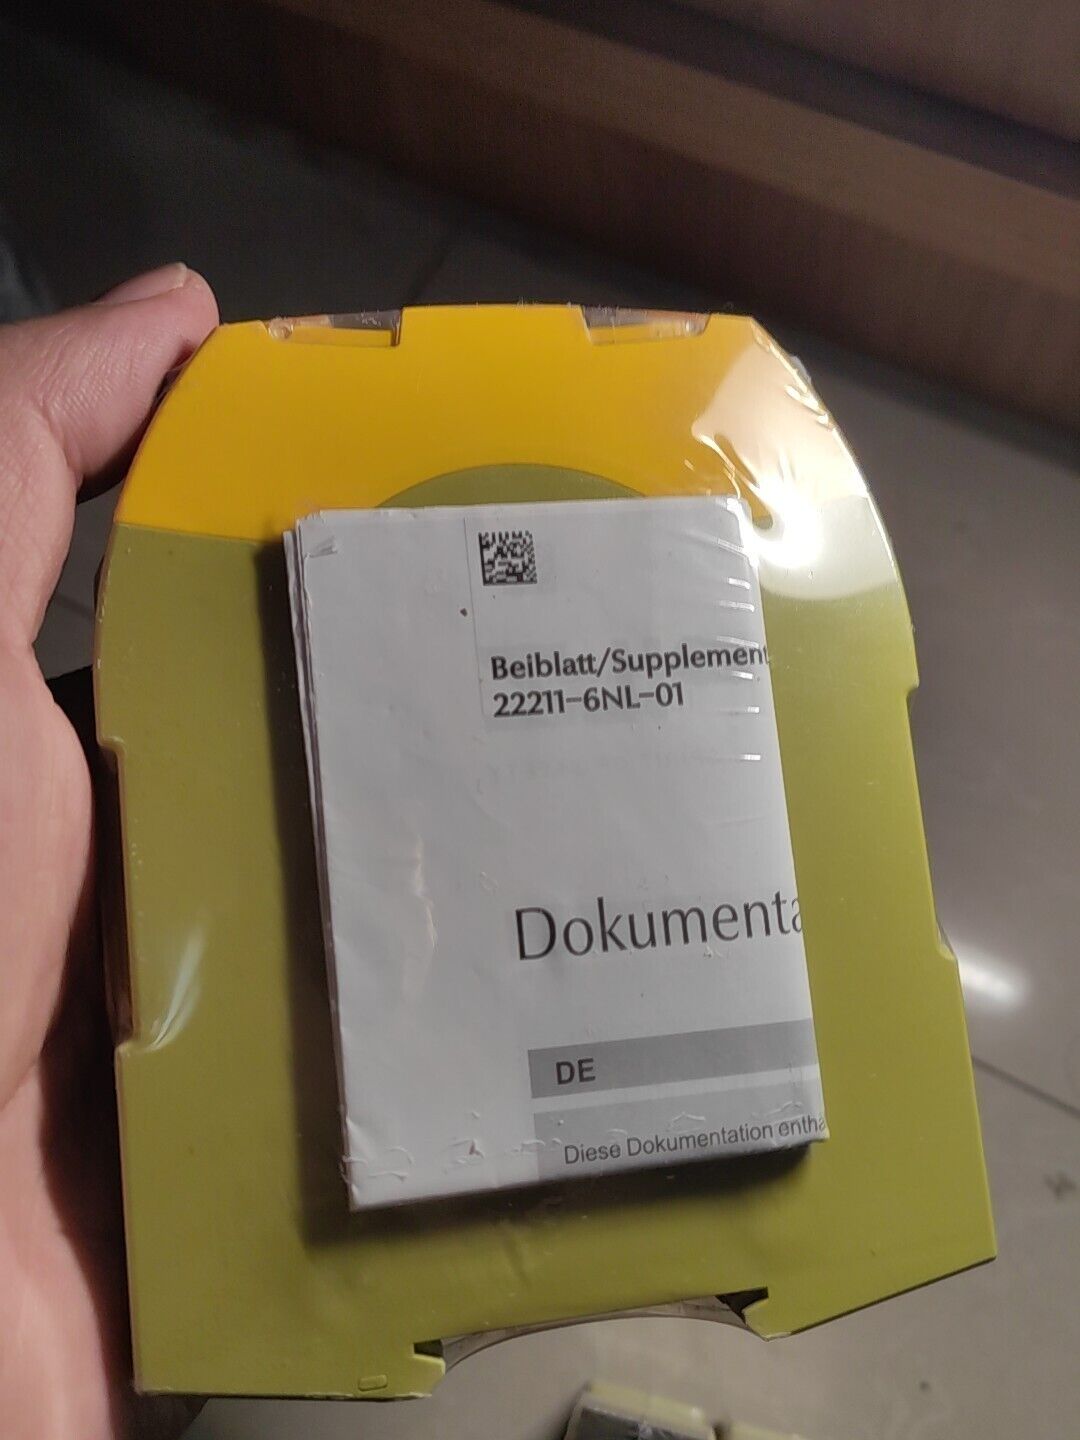 Beiblatt/Supplement
22211-6NL-01
Dokumenta
DE
Diese Dokumentation entha